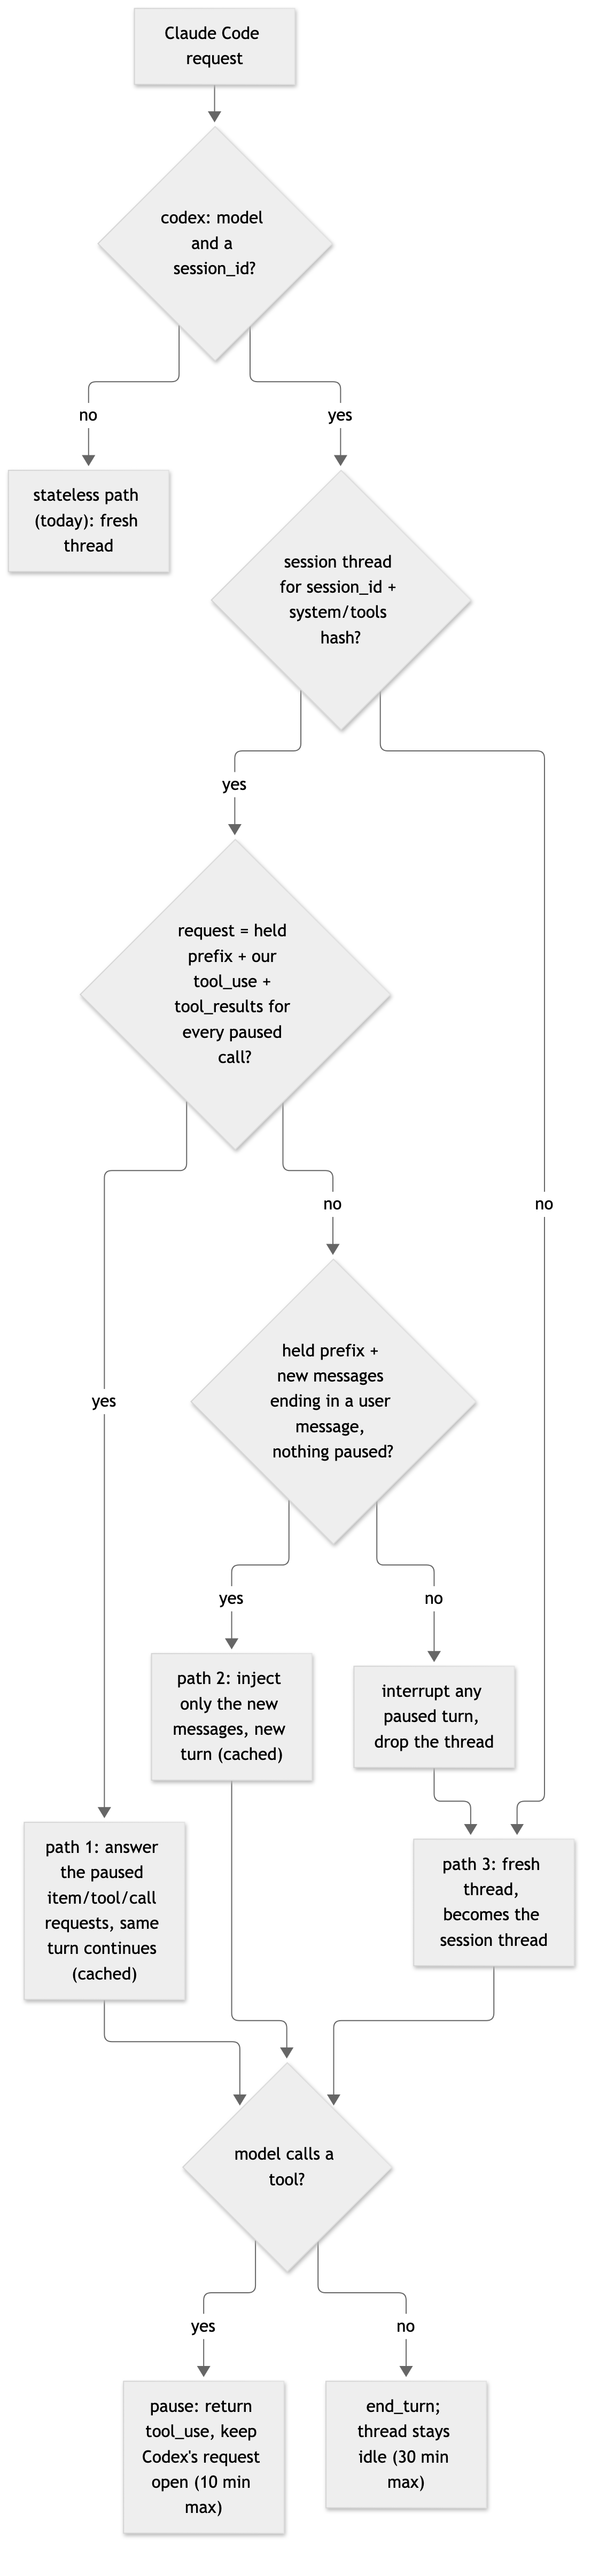 Claude Code
request
codex: model
and a
session_id?
no
yes
stateless path
(today): fresh
thread
session thread
for session_id +
system/tools
hash?
yes
request = held
prefix + our
tool_use +
tool_results for
every paused
call?
no
no
held prefix +
new messages
ending in a user
message,
nothing paused?
yes
yes
no
path 2: inject
only the new
messages, new
turn (cached)
interrupt any
paused turn,
drop the thread
path 1: answer
the paused
item/tool/call
requests, same
turn continues
(cached)
path 3: fresh
thread,
becomes the
session thread
model calls a
tool?
yes
no
pause: return
tool_use, keep
Codex's request
open (10 min
max)
end_turn;
thread stays
idle (30 min
max)